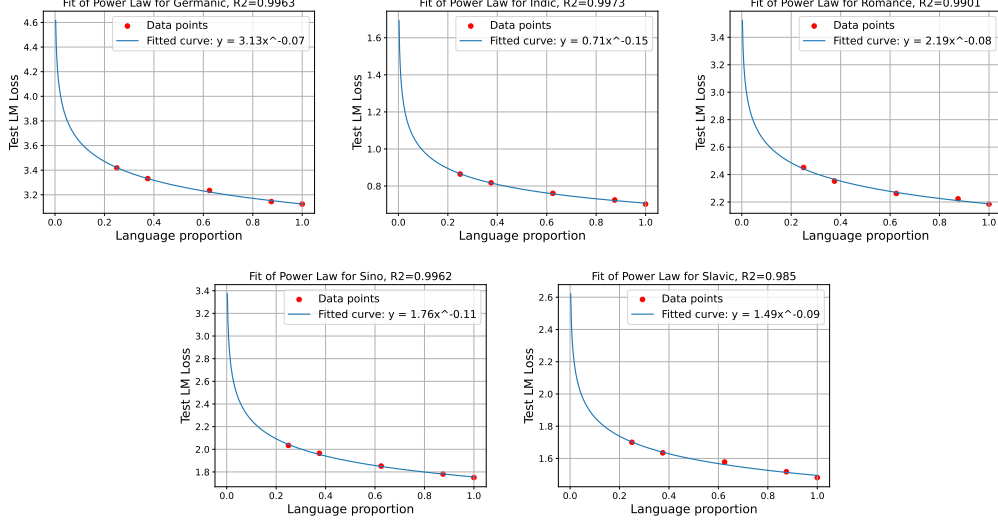 Fit of Power Law for Germanic, R2=0.9963
Data points
Fitted curve: y = 3.13x^-0.07
Test LM Loss
4.6
4.4
4.2
4.0
3.8
3.6
3.4
3.2
0.0 0.2 0.4 0.6 0.8 1.0
Language proportion
Fit of Power Law for Indic, R2=0.9973
Data points
Fitted curve: y = 0.71x^-0.15
Test LM Loss
1.6
1.4
1.2
1.0
0.8
0.0 0.2 0.4 0.6 0.8 1.0
Language proportion
Fit of Power Law for Romance, R2=0.9901
Data points
Fitted curve: y = 2.19x^-0.08
Test LM Loss
3.4
3.2
3.0
2.8
2.6
2.4
2.2
0.0 0.2 0.4 0.6 0.8 1.0
Language proportion
Fit of Power Law for Sino, R2=0.9962
Data points
Fitted curve: y = 1.76x^-0.11
Test LM Loss
3.4
3.2
3.0
2.8
2.6
2.4
2.2
2.0
1.8
0.0 0.2 0.4 0.6 0.8 1.0
Language proportion
Fit of Power Law for Slavic, R2=0.985
Data points
Fitted curve: y = 1.49x^-0.09
Test LM Loss
2.6
2.4
2.2
2.0
1.8
1.6
0.0 0.2 0.4 0.6 0.8 1.0
Language proportion